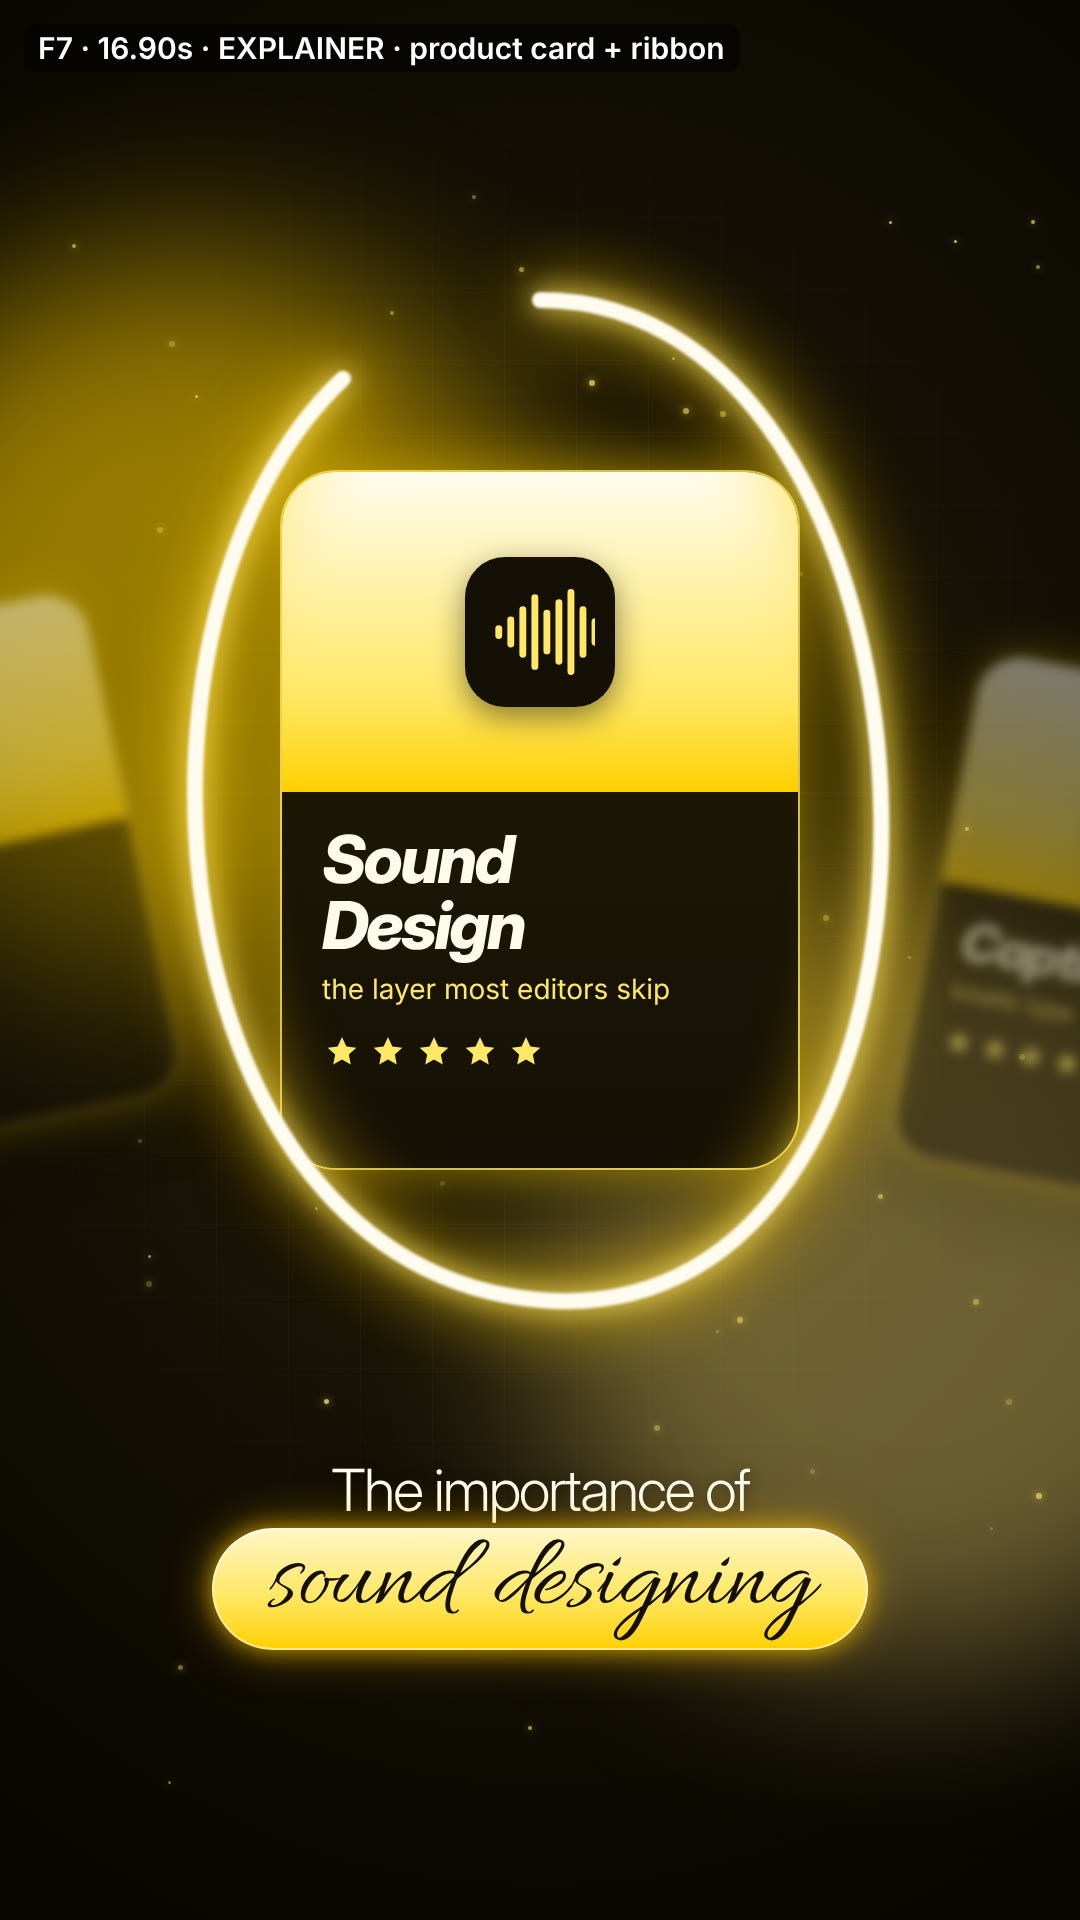 F7 · 16.90s · EXPLAINER · product card + ribbon
Sound
Design
the layer most editors skip
The importance of
sound designing